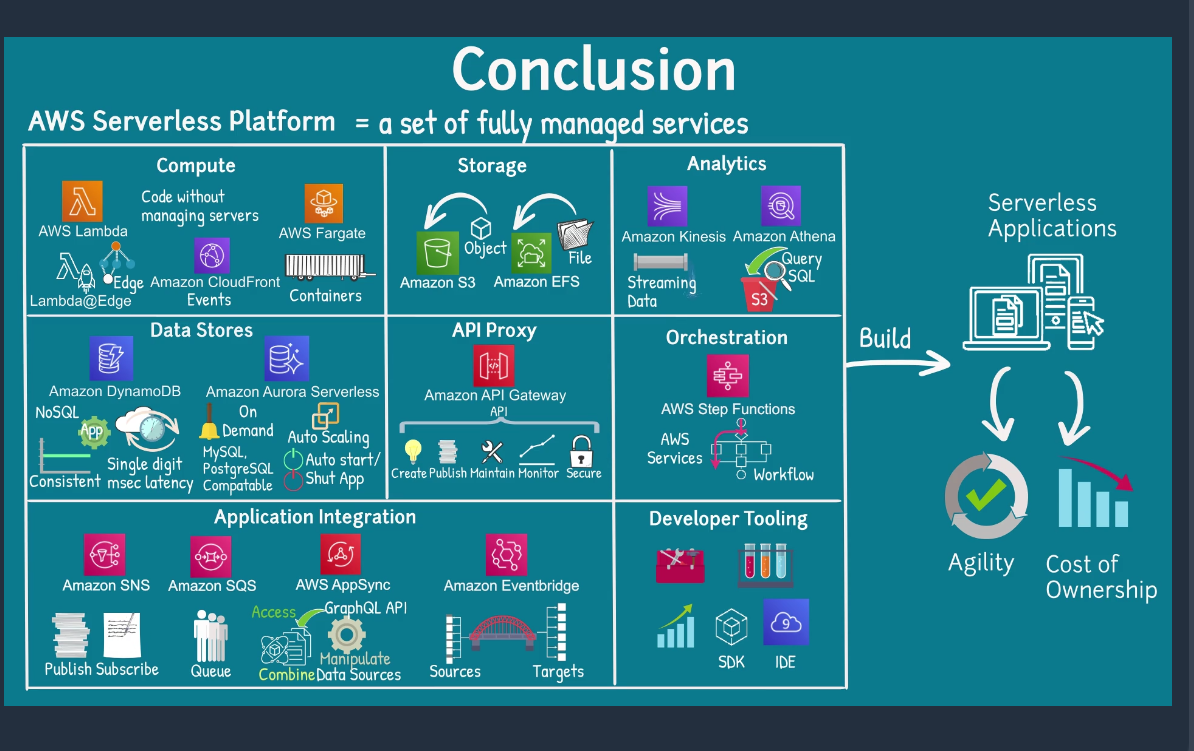 Conclusion
AWS Serverless Platform = a set of fully managed services
Compute
AWS Lambda
Code without
managing servers
AWS Fargate
Lambda@Edge
Edge
Amazon CloudFront
Events
Containers
Storage
Object
File
Amazon S3
Amazon EFS
Analytics
Amazon Kinesis
Amazon Athena
Streaming
Data
Query
SQL
S3
Data Stores
Amazon DynamoDB
Amazon Aurora Serverless
NoSQL
App
Consistent
Single digit
msec latency
On
Demand
MySQL,
PostgreSQL
Compatable
Auto Scaling
Auto start/
Shut App
API Proxy
Amazon API Gateway
API
Create Publish Maintain Monitor Secure
Orchestration
AWS Step Functions
AWS
Services
Workflow
Application Integration
Amazon SNS
Amazon SQS
AWS AppSync
Amazon Eventbridge
Publish Subscribe
Queue
Access
GraphQL API
Manipulate
Combine Data Sources
Sources
Targets
Developer Tooling
SDK
9
IDE
Build
Serverless
Applications
Agility
Cost of
Ownership